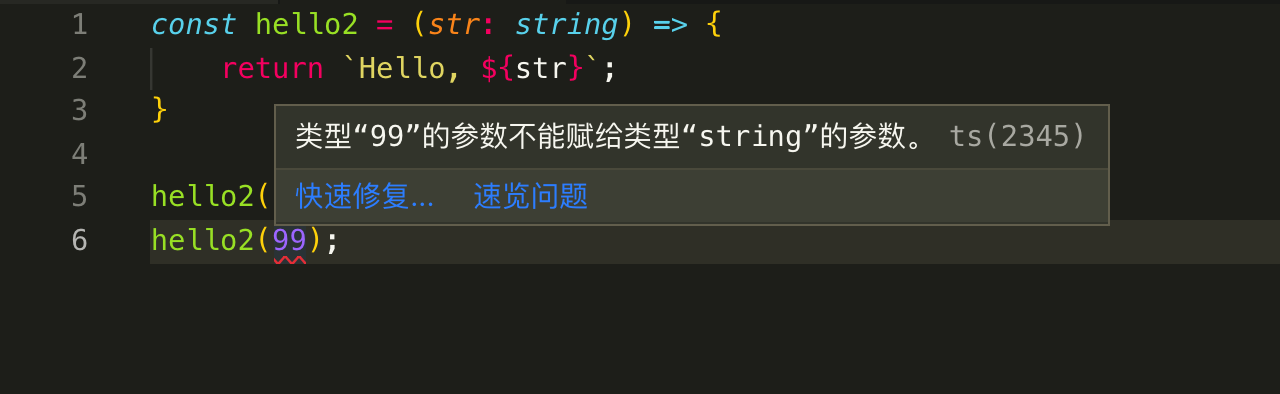 1 const hello2 = (str: string) => {
2 return `Hello, ${str}`;
3 }
类型“99”的参数不能赋给类型“string”的参数。 ts(2345)
4
快速修复... 速览问题
5 hello2(
6 hello2(99);